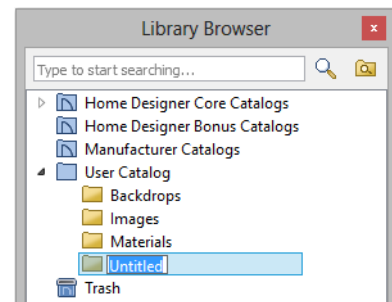 Library Browser
x
Type to start searching...
Home Designer Core Catalogs
Home Designer Bonus Catalogs
Manufacturer Catalogs
User Catalog
Backdrops
Images
Materials
Untitled
Trash